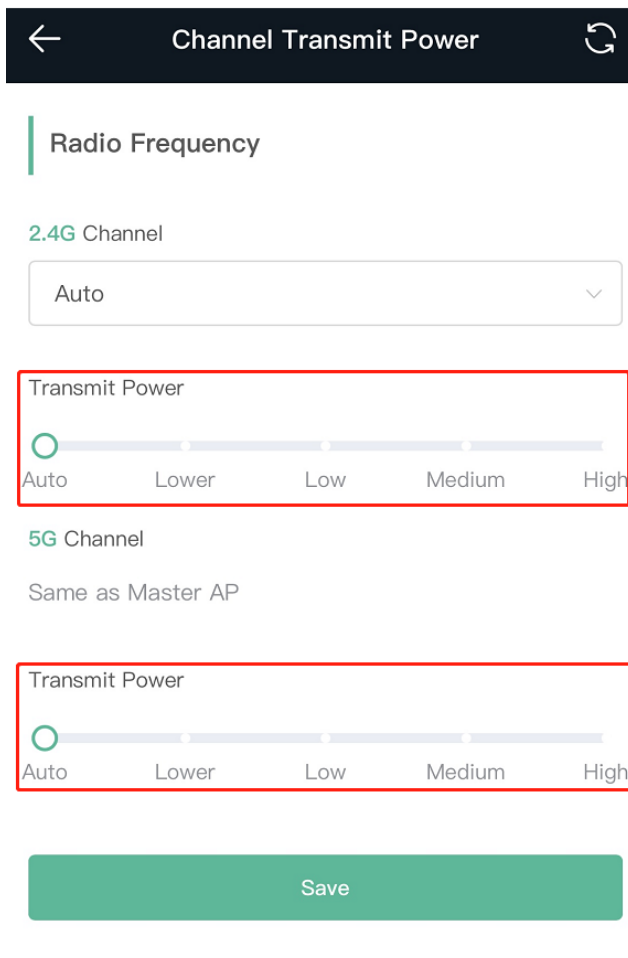 Channel Transmit Power
Radio Frequency
2.4G Channel
Auto
Transmit Power
Auto Lower Low Medium High
5G Channel
Same as Master AP
Transmit Power
Auto Lower Low Medium High
Save